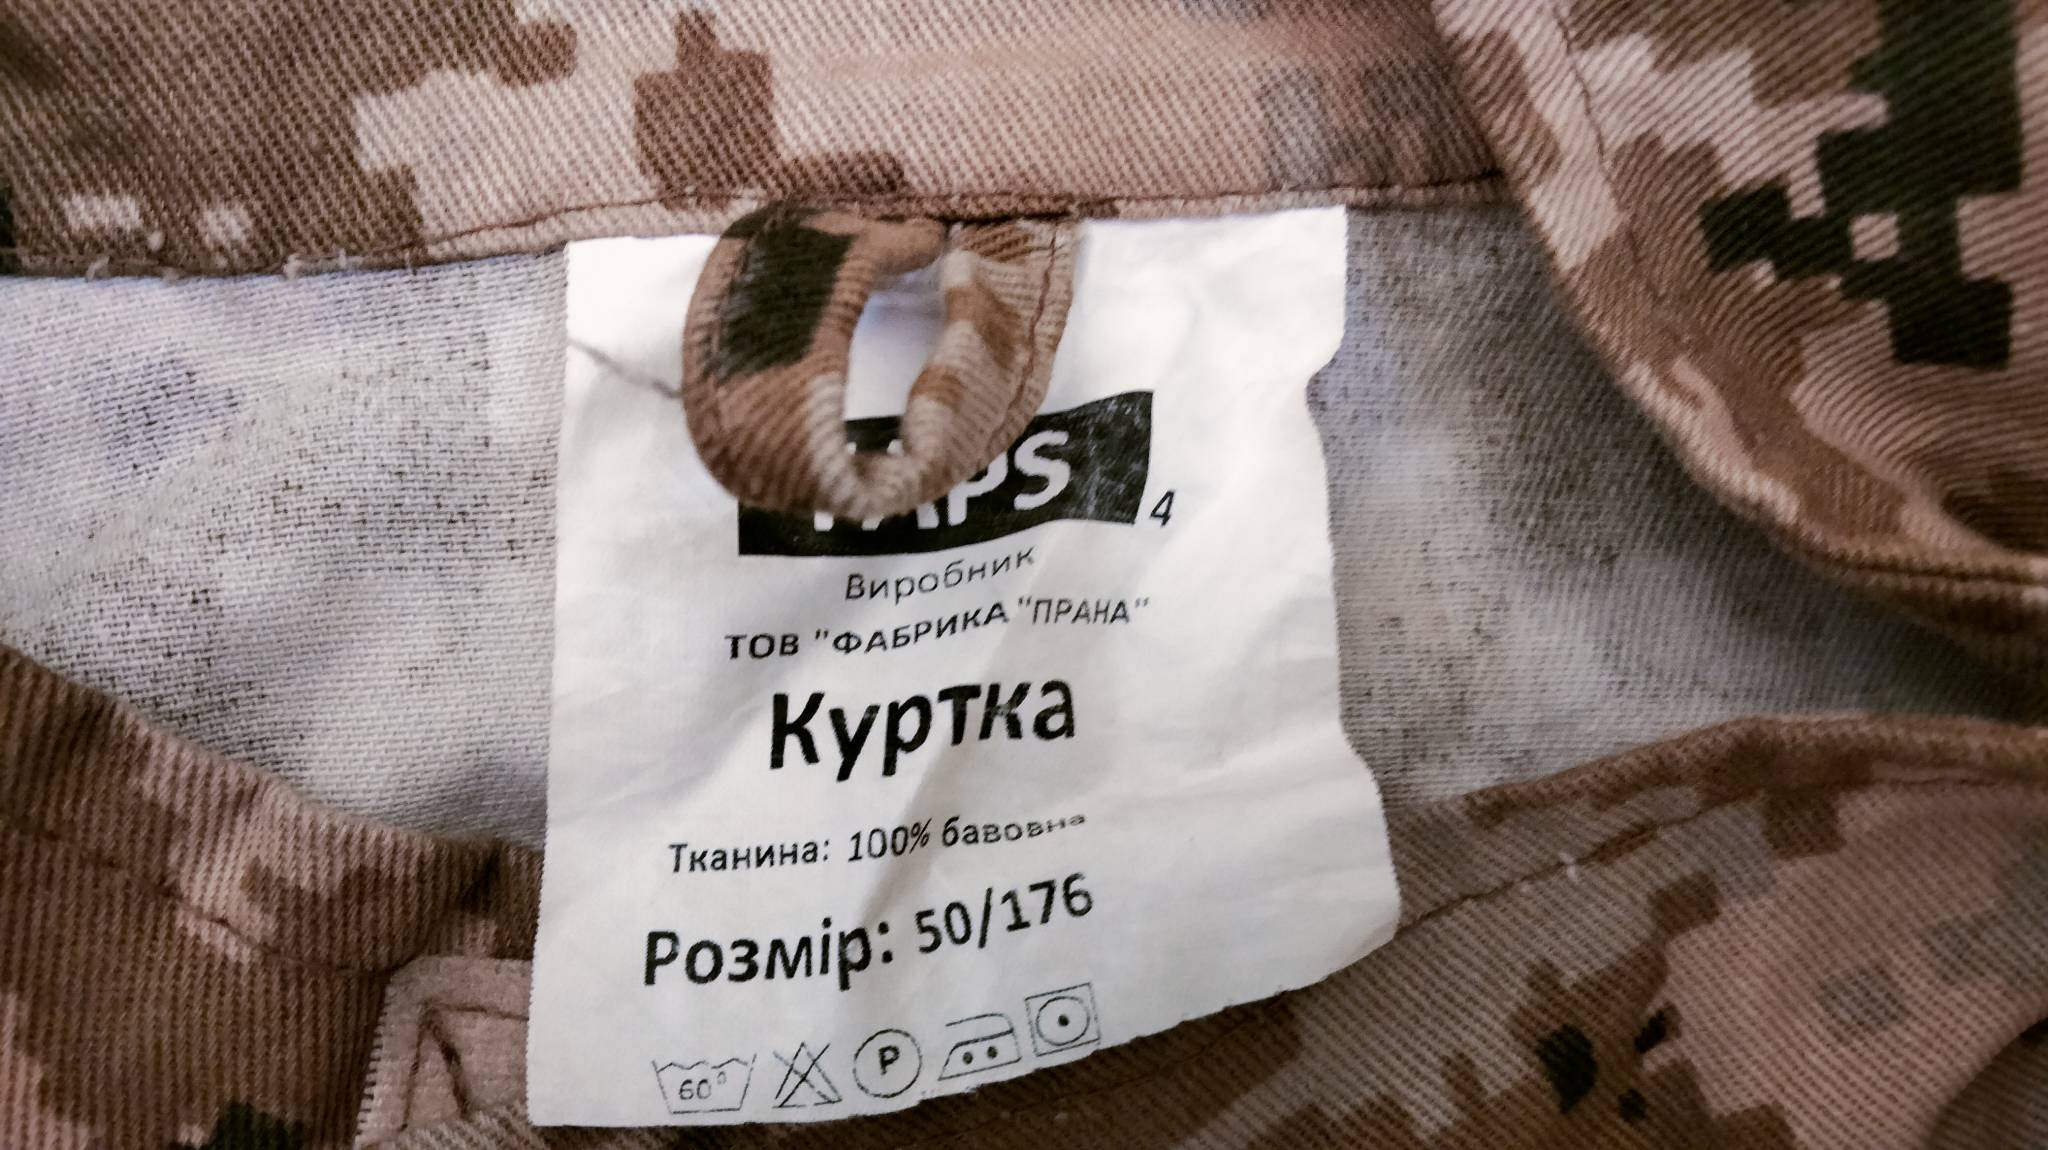 4
Виробник
ТОВ "ФАБРИКА "ПРАНА"
Куртка
Тканина: 100% бавовна
Розмір: 50/176
60° P